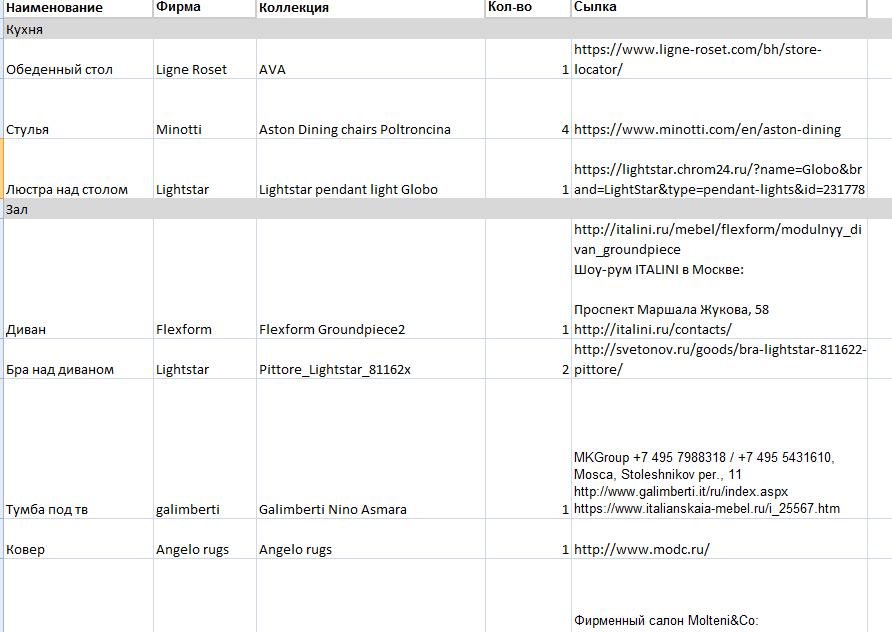 Наименование Фирма Коллекция Кол-во Сылка
Кухня
https://www.ligne-roset.com/bh/store-
Обеденный стол Ligne Roset AVA 1 locator/
Стулья Minotti Aston Dining chairs Poltroncina 4 https://www.minotti.com/en/aston-dining
https://lightstar.chrom24.ru/?name=Globo&br
Люстра над столом Lightstar Lightstar pendant light Globo 1 and=LightStar&type=pendant-lights&id=231778
Зал
http://italini.ru/mebel/flexform/modulnyy_di
van_groundpiece
Шоу-рум ITALINI в Москве:
Проспект Маршала Жукова, 58
Диван Flexform Flexform Groundpiece2 1 http://italini.ru/contacts/
http://svetonov.ru/goods/bra-lightstar-811622-
Бра над диваном Lightstar Pittore_Lightstar_81162x 2 pittore/
MKGroup +7 495 7988318 / +7 495 5431610,
Mosca, Stoleshnikov per., 11
http://www.galimberti.it/ru/index.aspx
Тумба под тв galimberti Galimberti Nino Asmara 1 https://www.italianskaia-mebel.ru/i_25567.htm
Ковер Angelo rugs Angelo rugs 1 http://www.modc.ru/
Фирменный салон Molteni&Co: